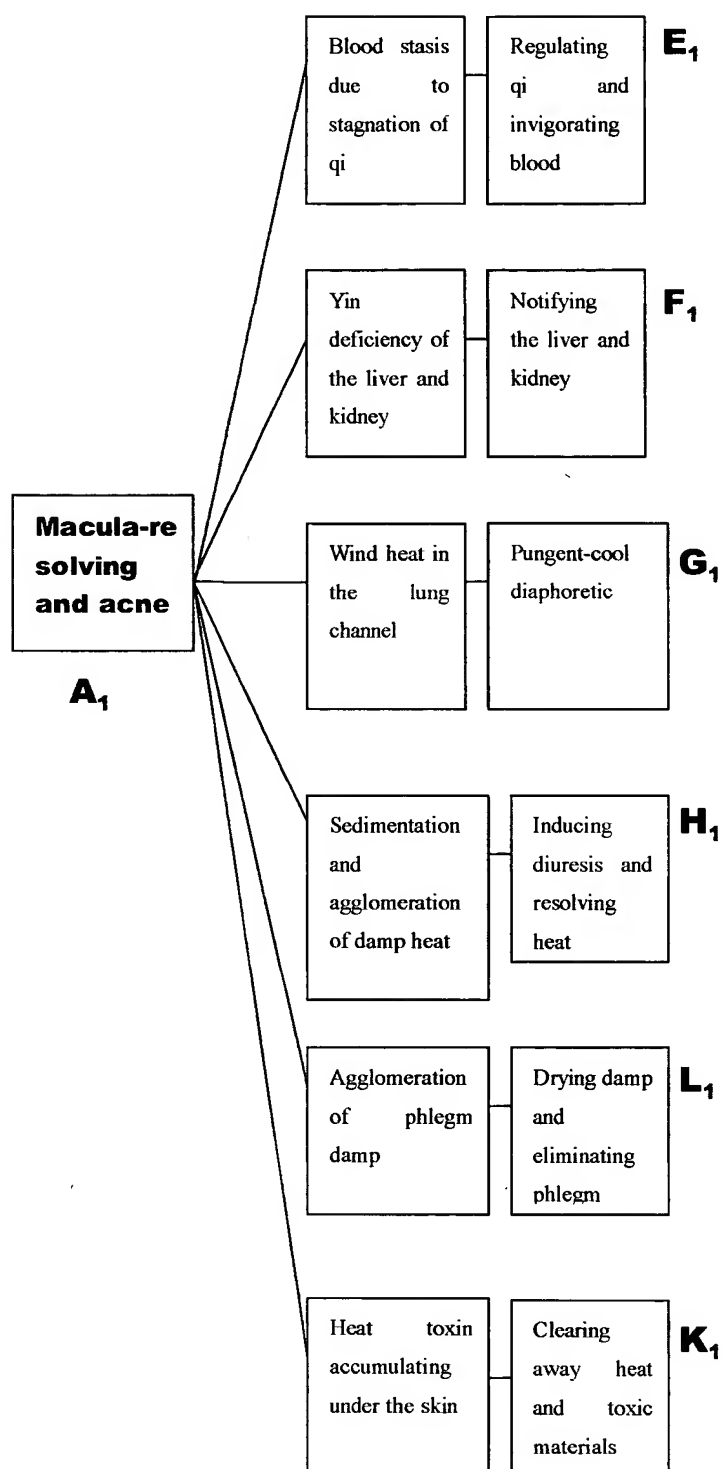 Blood stasis
due to
stagnation of
qi
Regulating
qi and
invigorating
blood
E1
Yin
deficiency of
the liver and
kidney
Notifying
the liver and
kidney
F1
Macula-re
solving
and acne
A1
Wind heat in
the lung
channel
Pungent-cool
diaphoretic
G1
Sedimentation
and
agglomeration
of damp heat
Inducing
diuresis and
resolving
heat
H1
Agglomeration
of phlegm
damp
Drying damp
and
eliminating
phlegm
L1
Heat toxin
accumulating
under the skin
Clearing
away heat
and toxic
materials
K1